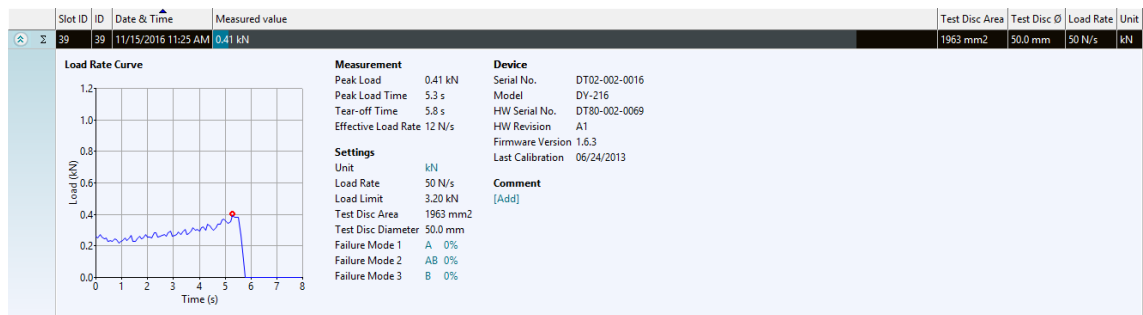 Slot ID ID Date & Time Measured value Test Disc Area Test Disc Ø Load Rate Unit
Σ 39 39 11/15/2016 11:25 AM 0.41 kN 1963 mm2 50.0 mm 50 N/s kN
Load Rate Curve
1.2
1.0
0.8
0.6
0.4
0.2
0.0
Load (kN)
0 1 2 3 4 5 6 7 8
Time (s)
Measurement
Peak Load 0.41 kN
Peak Load Time 5.3 s
Tear-off Time 5.8 s
Effective Load Rate 12 N/s
Settings
Unit kN
Load Rate 50 N/s
Load Limit 3.20 kN
Test Disc Area 1963 mm2
Test Disc Diameter 50.0 mm
Failure Mode 1 A 0%
Failure Mode 2 AB 0%
Failure Mode 3 B 0%
Device
Serial No. DT02-002-0016
Model DY-216
HW Serial No. DT80-002-0069
HW Revision A1
Firmware Version 1.6.3
Last Calibration 06/24/2013
Comment
[Add]